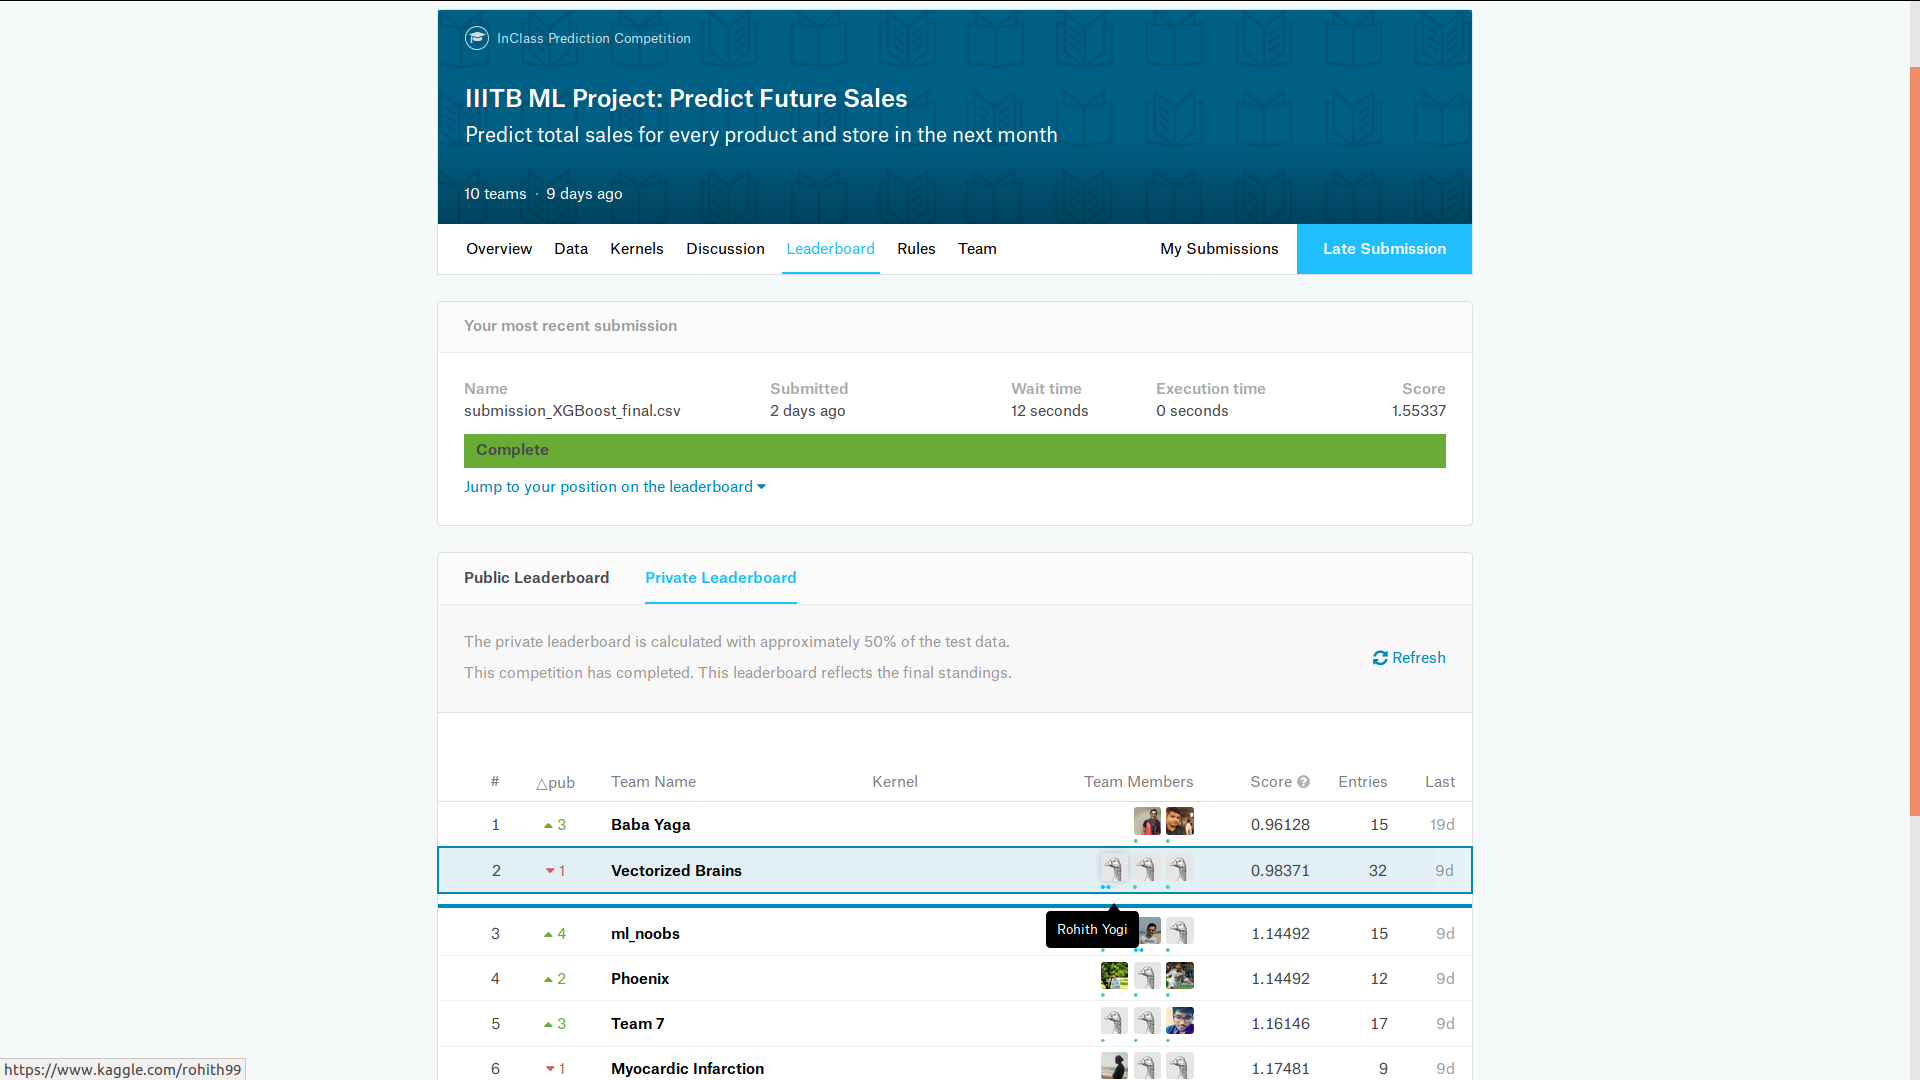 InClass Prediction Competition
IIITB ML Project: Predict Future Sales
Predict total sales for every product and store in the next month
10 teams · 9 days ago
Overview Data Kernels Discussion Leaderboard Rules Team My Submissions Late Submission
Your most recent submission
Name Submitted Wait time Execution time Score
submission_XGBoost_final.csv 2 days ago 12 seconds 0 seconds 1.55337
Complete
Jump to your position on the leaderboard
Public Leaderboard Private Leaderboard
The private leaderboard is calculated with approximately 50% of the test data.
This competition has completed. This leaderboard reflects the final standings.
Refresh
# △pub Team Name Kernel Team Members Score ? Entries Last
1 3 Baba Yaga 0.96128 15 19d
2 1 Vectorized Brains 0.98371 32 9d
Rohith Yogi
3 4 ml_noobs 1.14492 15 9d
4 2 Phoenix 1.14492 12 9d
5 3 Team 7 1.16146 17 9d
6 1 Myocardic Infarction 1.17481 9 9d
https://www.kaggle.com/rohith99